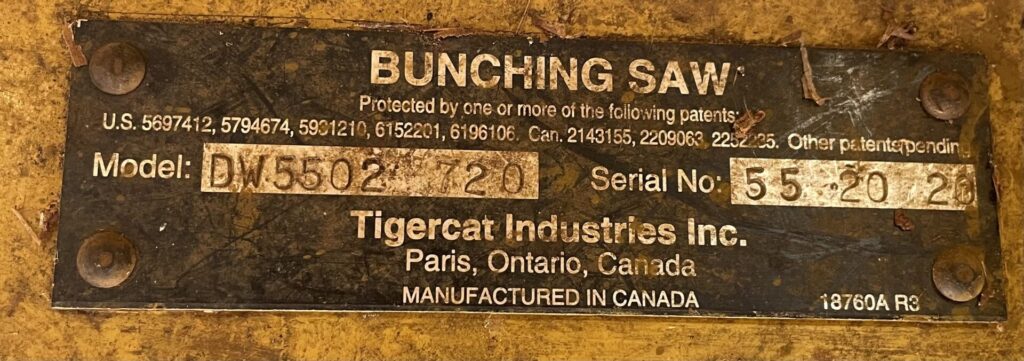 BUNCHING SAW
Protected by one or more of the following patents:
U.S. 5697412, 5794674, 5931210, 6152201, 6196106. Can. 2143155, 2209063, Other patents pending
Model: DW5502 720 Serial No: 55 20 20
Tigercat Industries Inc.
Paris, Ontario, Canada
MANUFACTURED IN CANADA 18760A R3